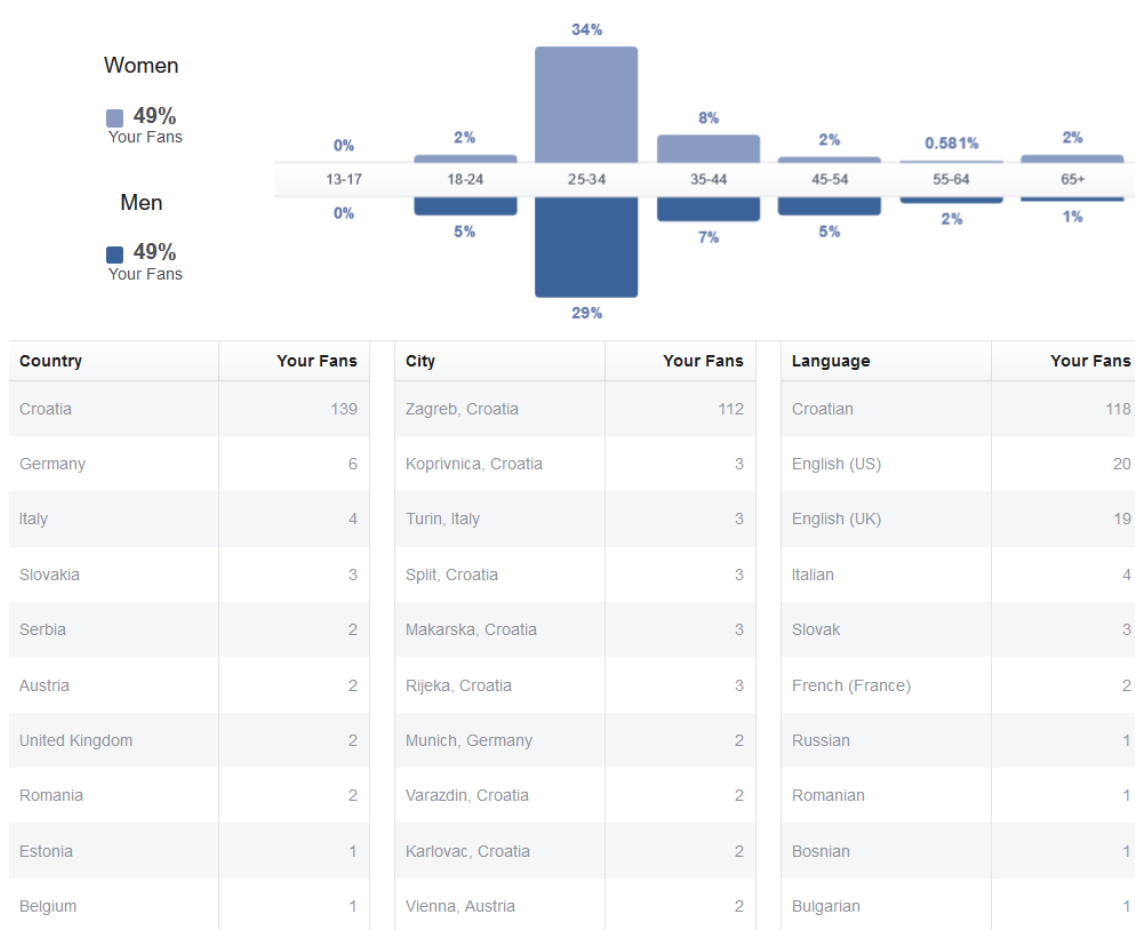 34%
Women
49%
Your Fans
0% 2% 8% 2% 0.581% 2%
13-17 18-24 25-34 35-44 45-54 55-64 65+
Men
0% 5% 7% 5% 2% 1%
49%
Your Fans
29%
Country Your Fans City Your Fans Language Your Fans
Croatia 139 Zagreb, Croatia 112 Croatian 118
Germany 6 Koprivnica, Croatia 3 English (US) 20
Italy 4 Turin, Italy 3 English (UK) 19
Slovakia 3 Split, Croatia 3 Italian 4
Serbia 2 Makarska, Croatia 3 Slovak 3
Austria 2 Rijeka, Croatia 3 French (France) 2
United Kingdom 2 Munich, Germany 2 Russian 1
Romania 2 Varazdin, Croatia 2 Romanian 1
Estonia 1 Karlovac, Croatia 2 Bosnian 1
Belgium 1 Vienna, Austria 2 Bulgarian 1